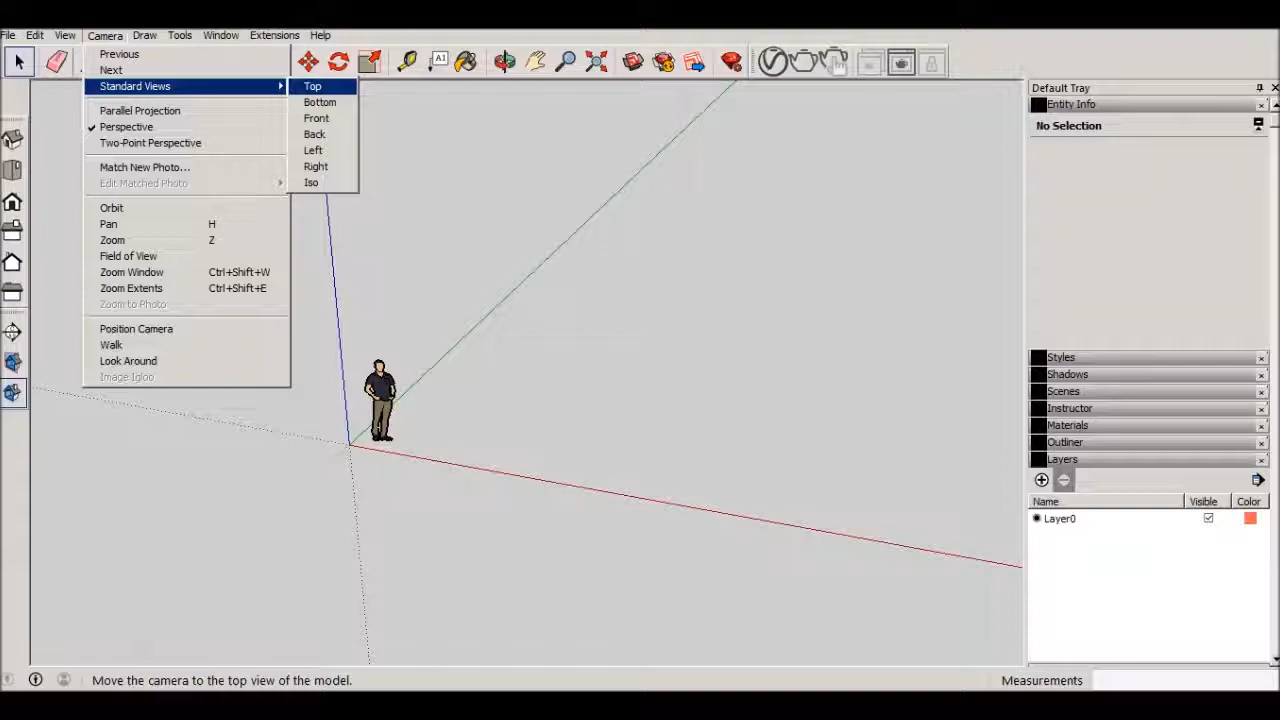 File Edit View Camera Draw Tools Window Extensions Help
A1
Previous
Next
Standard Views
Parallel Projection
Perspective
Two-Point Perspective
Match New Photo...
Edit Matched Photo
Orbit
Pan H
Zoom Z
Field of View
Zoom Window Ctrl+Shift+W
Zoom Extents Ctrl+Shift+E
Zoom to Photo
Position Camera
Walk
Look Around
Image Igloo
Top
Bottom
Front
Back
Left
Right
Iso
Default Tray
Entity Info
No Selection
Styles
Shadows
Scenes
Instructor
Materials
Outliner
Layers
Name Visible Color
Layer0
Move the camera to the top view of the model.
Measurements